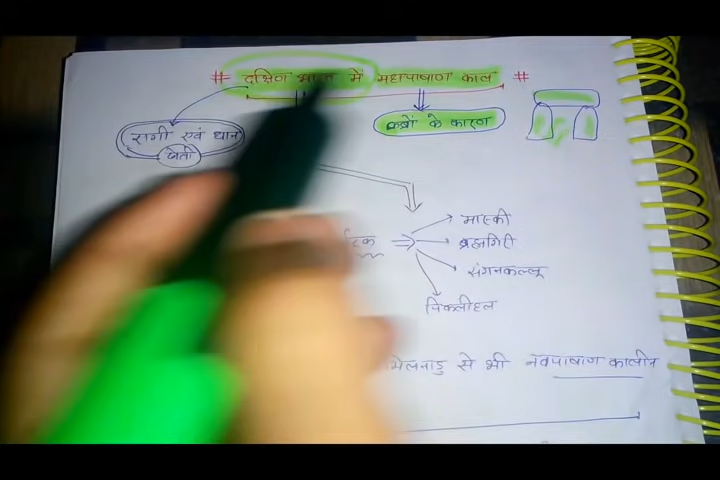 # दक्षिण भारत में महापाषाण काल #
कब्रों के कारण
रागी एवं धान
खेती
मास्की
ब्रह्मगिरी
संगनकल्लू
पिकलीहल
से भी नवपाषाण कालीन